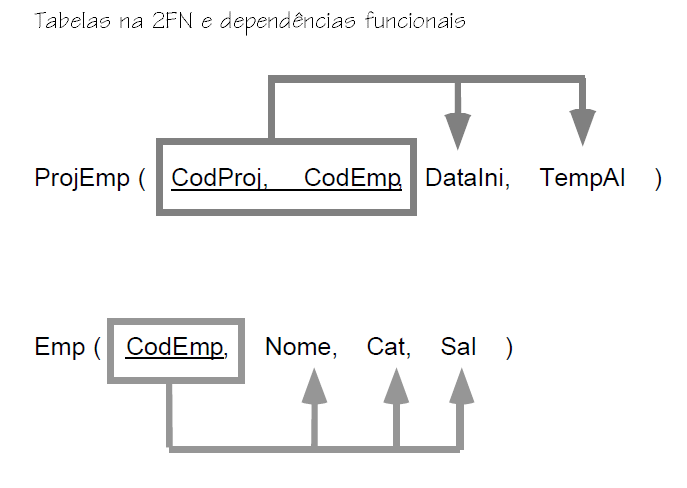 Tabelas na 2FN e dependências funcionais
ProjEmp ( CodProj, CodEmp, DataIni, TempAl )
Emp ( CodEmp, Nome, Cat, Sal )